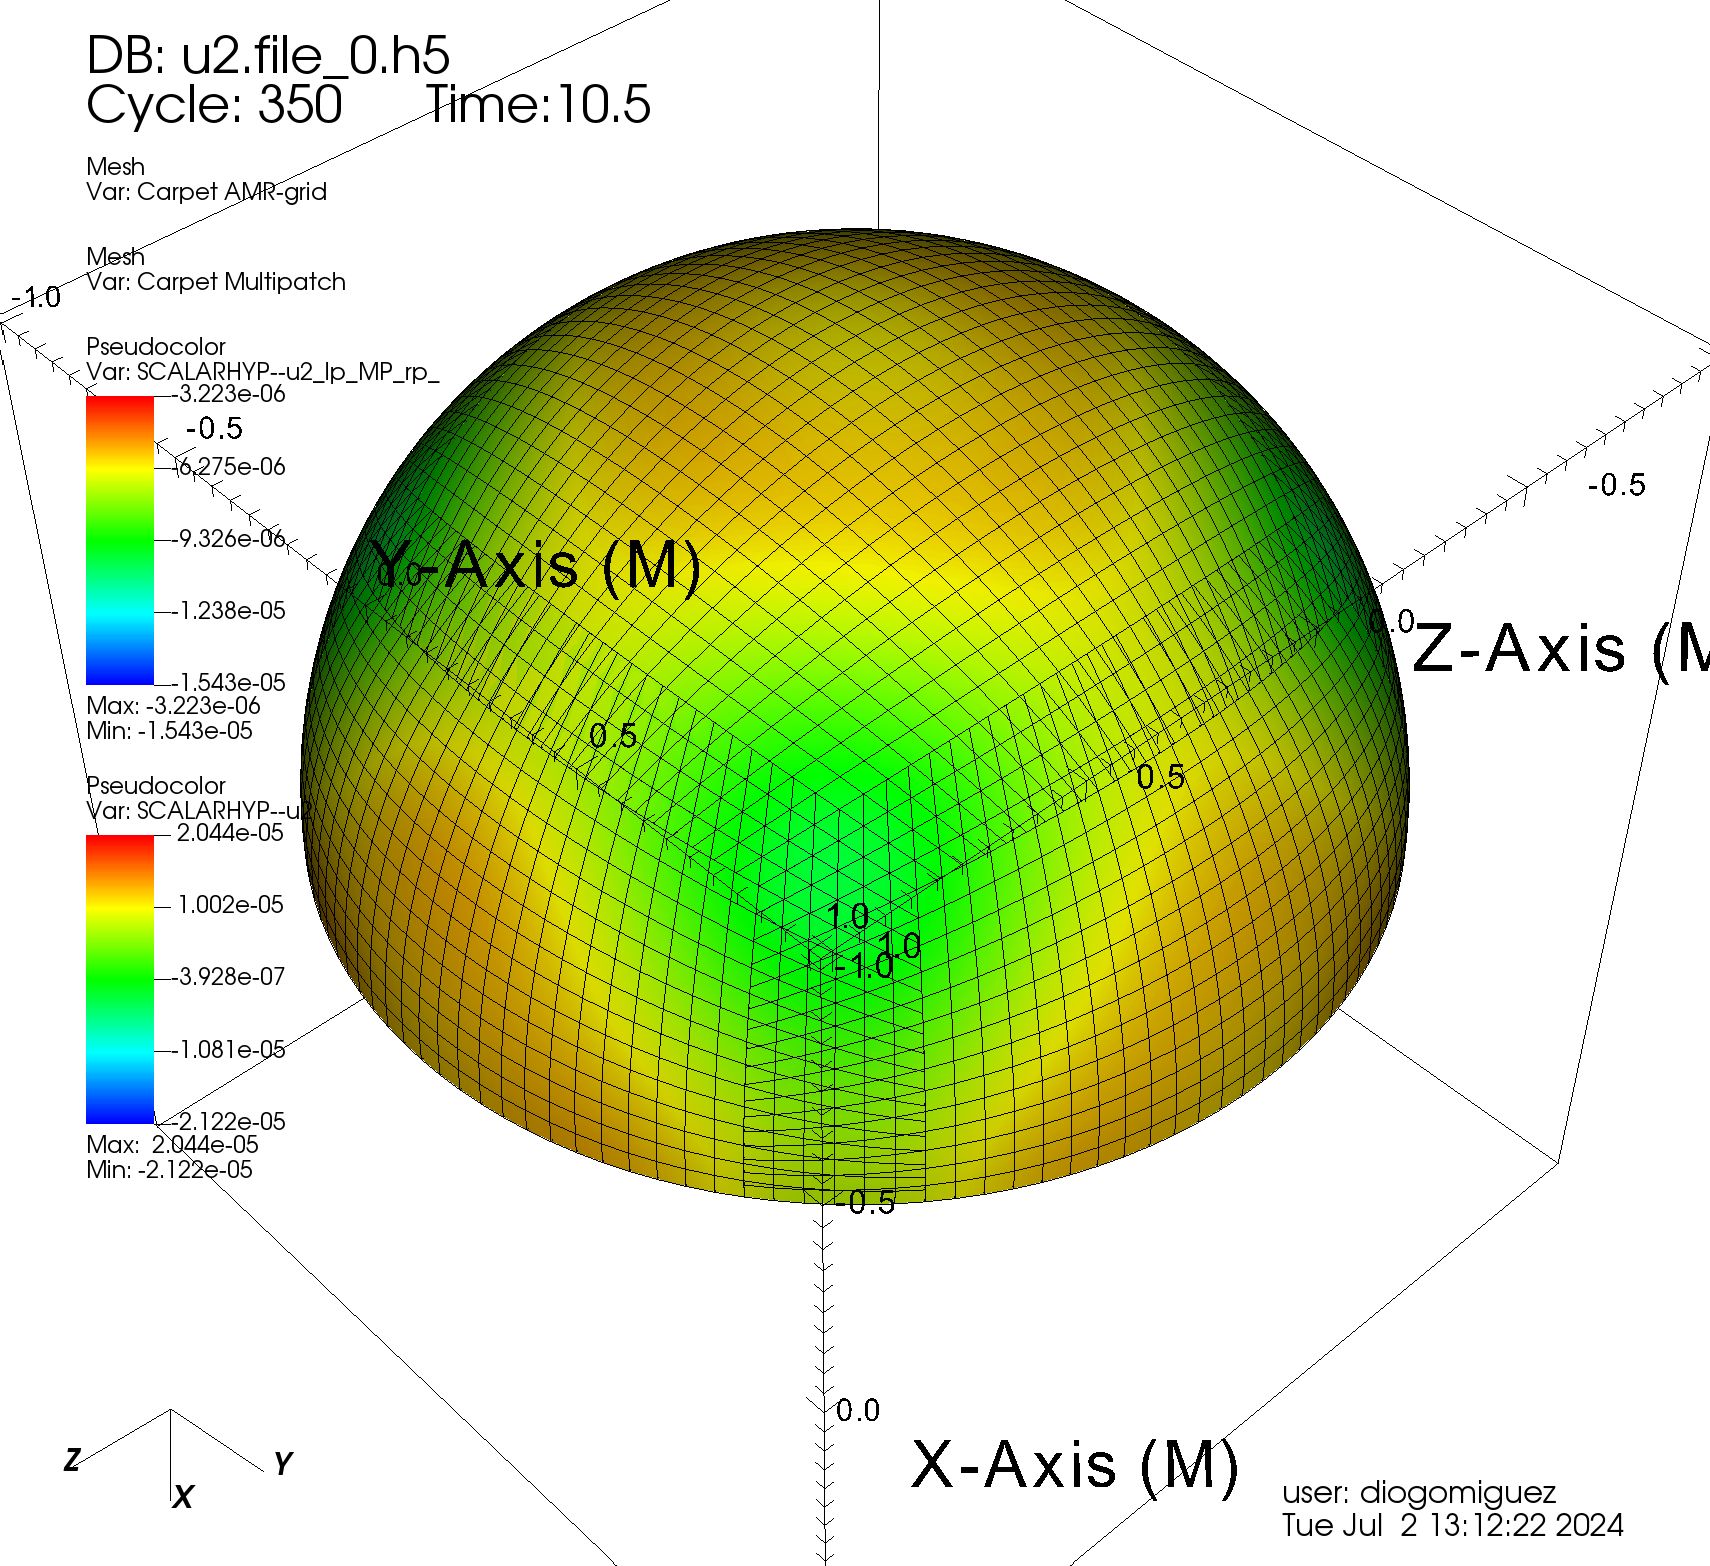 DB: u2.file_0.h5
Cycle: 350 Time:10.5
Mesh
Var: Carpet AMR-grid
Mesh
Var: Carpet Multipatch
-1.0
Pseudocolor
Var: SCALARHYP--u2_lp_MP_rp_
-3.223e-06
-6.275e-06
-9.326e-06
-1.238e-05
-1.543e-05
Max: -3.223e-06
Min: -1.543e-05
Pseudocolor
Var: SCALARHYP--u2
2.044e-05
1.002e-05
-3.928e-07
-1.081e-05
-2.122e-05
Max: 2.044e-05
Min: -2.122e-05
-0.5
0.0
Y-Axis (M)
0.5
1.0
-0.5
0.0
Z-Axis (M
0.5
1.0
-1.0
-0.5
0.0
X-Axis (M)
Z
Y
X
user: diogomiguez
Tue Jul 2 13:12:22 2024